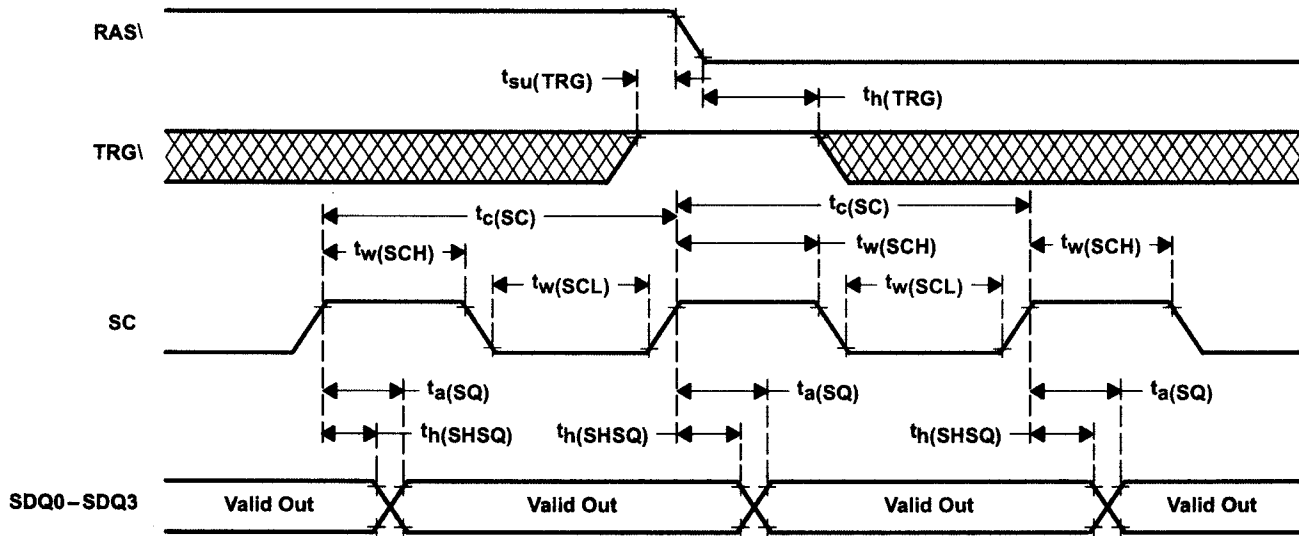 RAS\
tsu(TRG)
th(TRG)
TRG\
tc(SC) tc(SC)
tw(SCH) tw(SCH) tw(SCH)
tw(SCL) tw(SCL)
SC
ta(SQ) ta(SQ) ta(SQ)
th(SHSQ) th(SHSQ) th(SHSQ)
SDQ0–SDQ3 Valid Out Valid Out Valid Out Valid Out